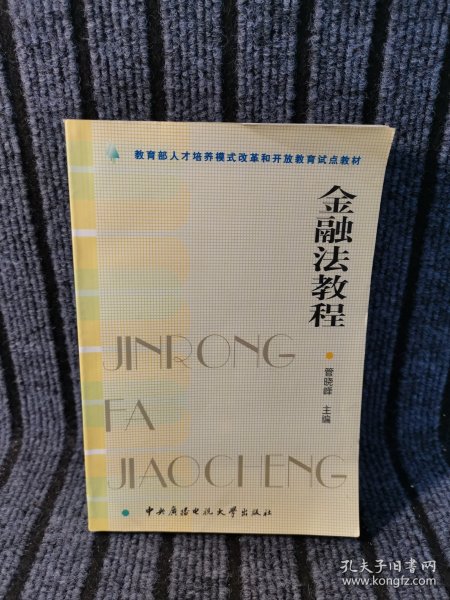 教育部人才培养模式改革和开放教育试点教材
金融法教程
管晓峰 主编
JINRONG
FA
JIAOCHENG
中央廣播电视大學出版社
孔夫子旧书网
www.kongfz.com